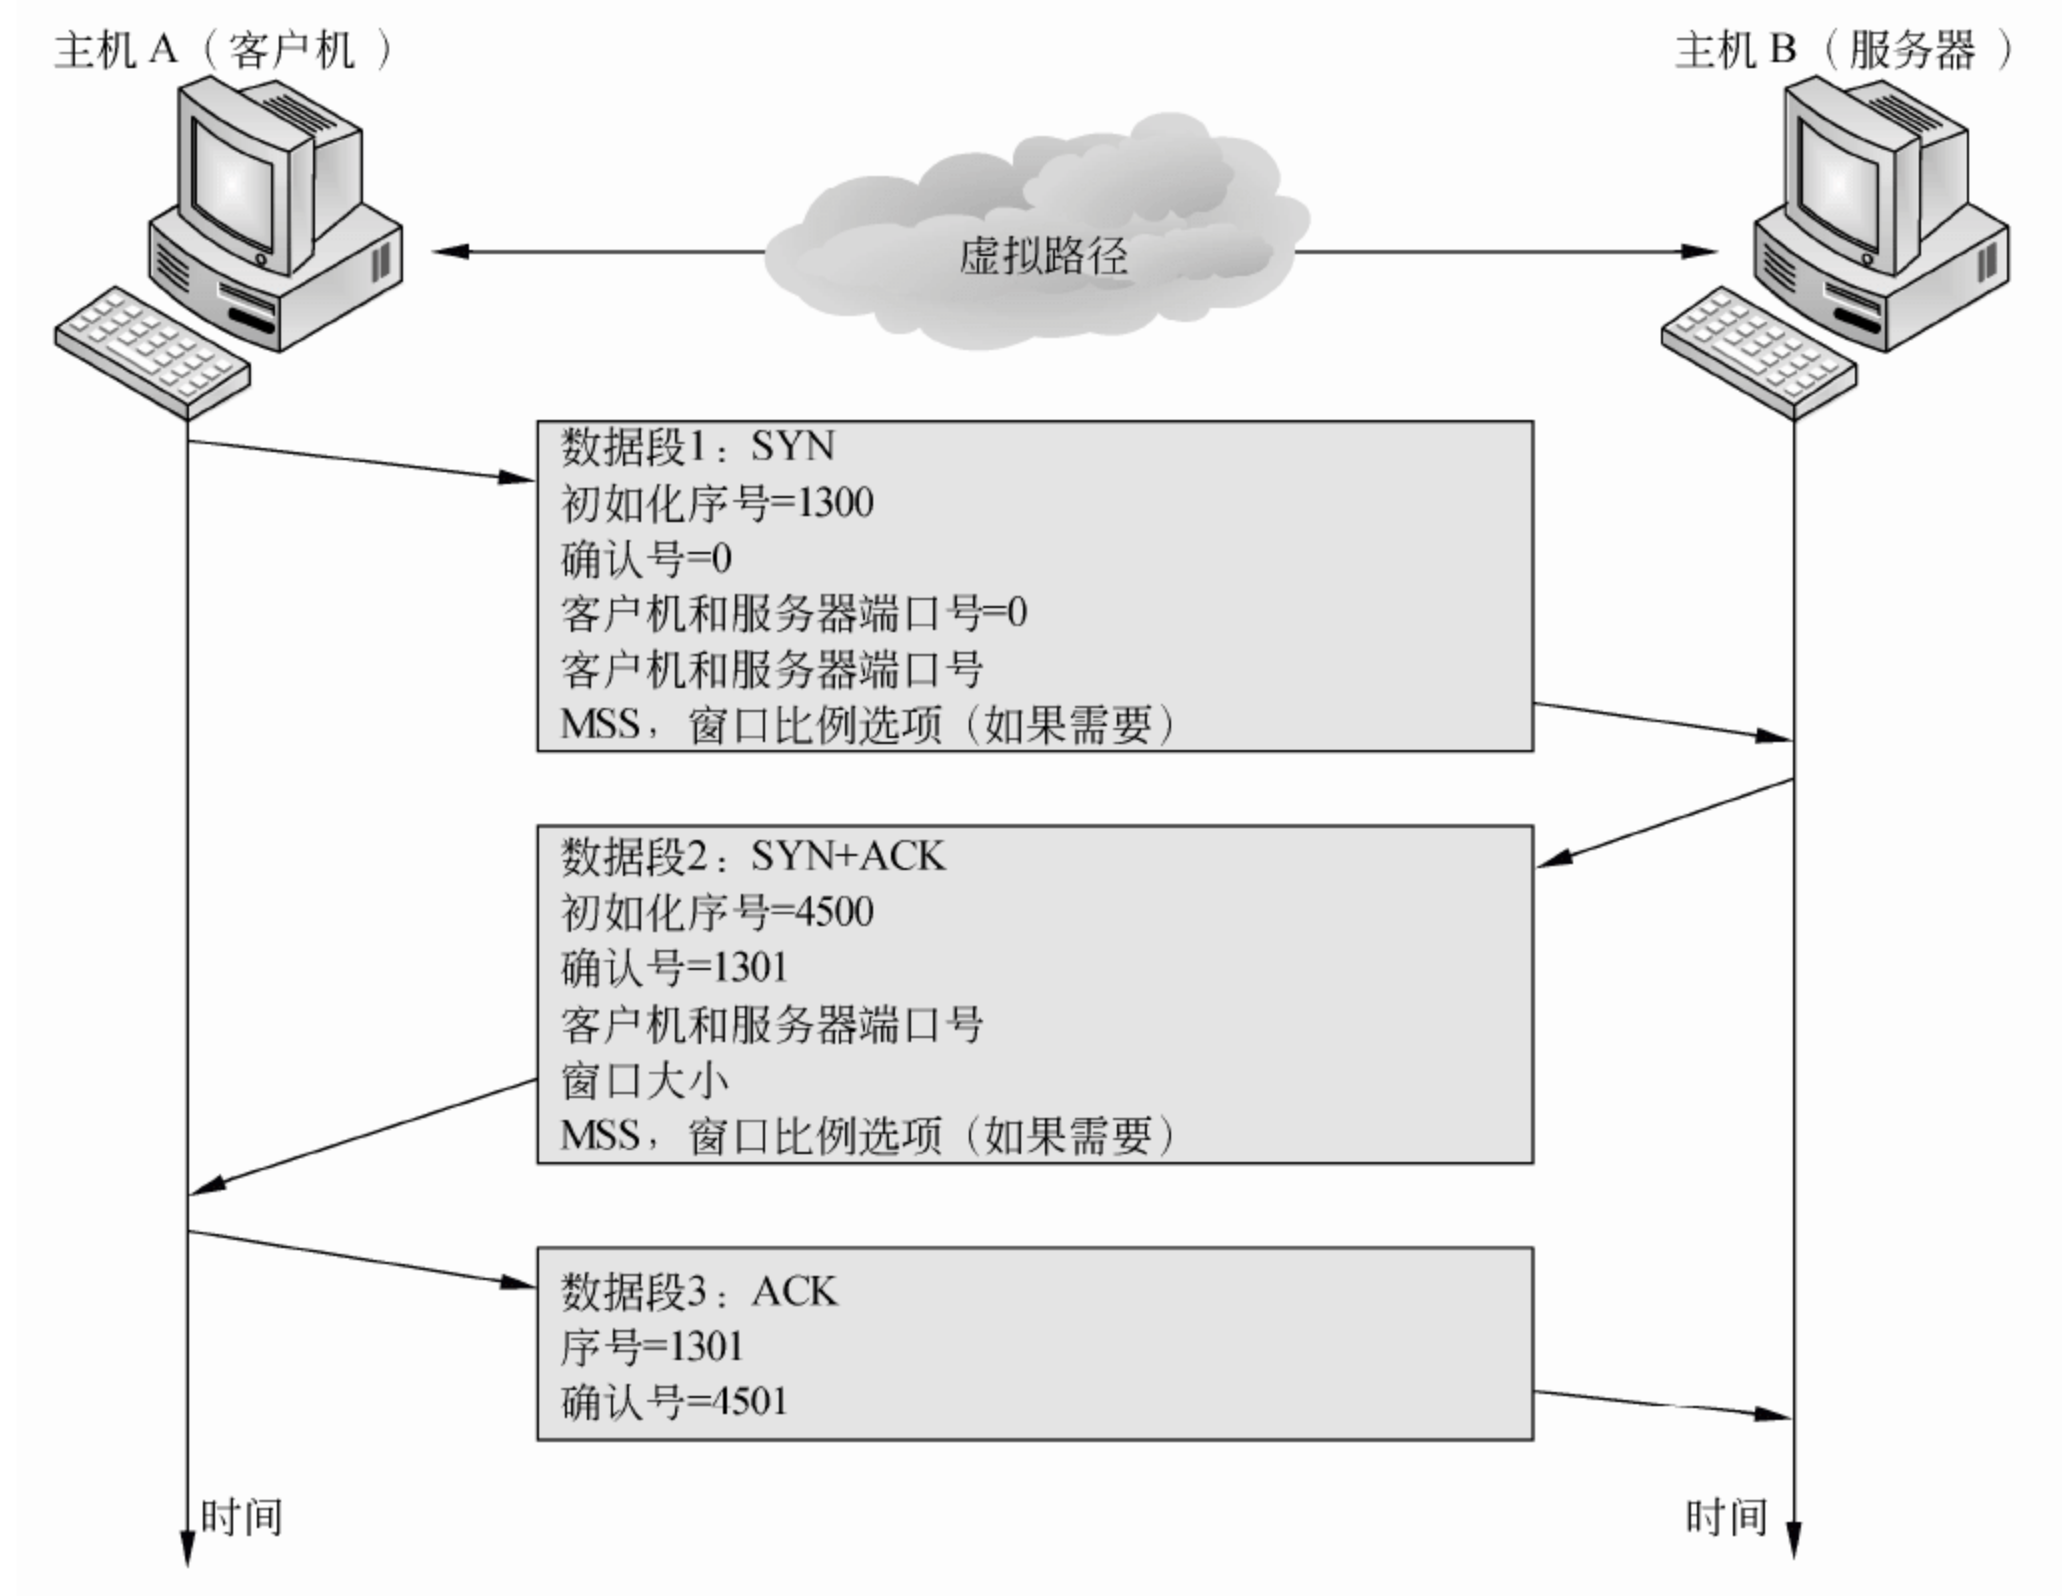 主机 A（客户机 ）
主机 B（服务器 ）
虚拟路径
数据段1：SYN
初如化序号=1300
确认号=0
客户机和服务器端口号=0
客户机和服务器端口号
MSS，窗口比例选项（如果需要）
数据段2：SYN+ACK
初如化序号=4500
确认号=1301
客户机和服务器端口号
窗口大小
MSS，窗口比例选项（如果需要）
数据段3：ACK
序号=1301
确认号=4501
时间
时间